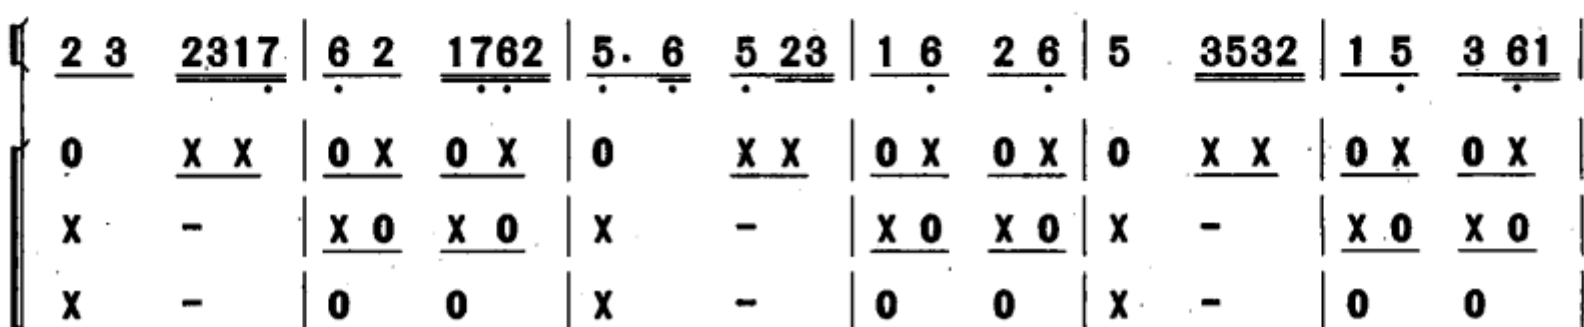 2 3 2317 | 6 2 1762 | 5. 6 5 23 | 1 6 2 6 | 5 3532 | 1 5 3 61 |
0 X X | 0 X 0 X | 0 X X | 0 X 0 X | 0 X X | 0 X 0 X |
X - | X 0 X 0 | X - | X 0 X 0 | X - | X 0 X 0 |
X - | 0 0 | X - | 0 0 | X - | 0 0 |